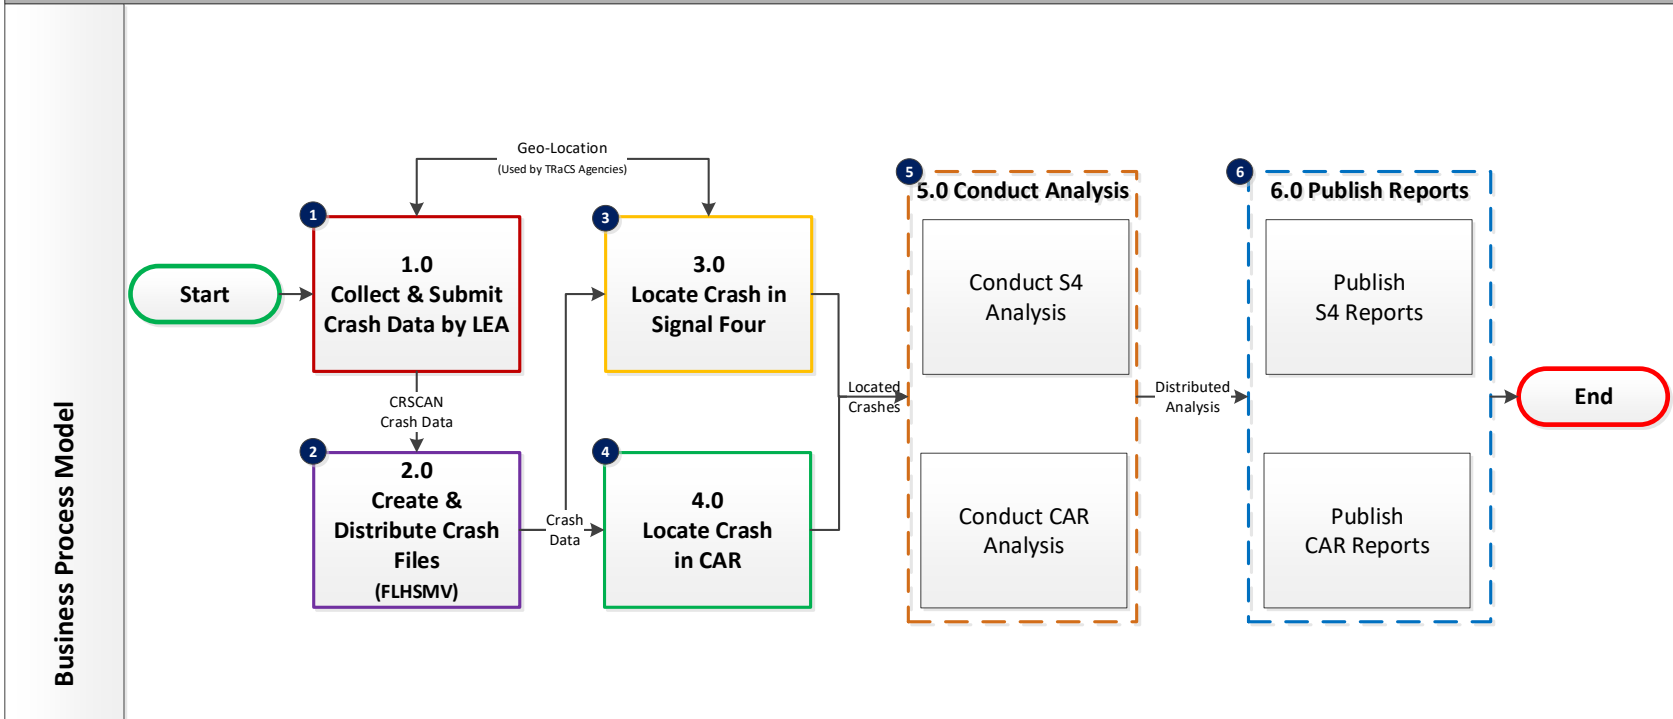 Business Process Model
Start
Geo-Location
(Used by TRaCS Agencies)
1
1.0
Collect & Submit
Crash Data by LEA
CRSCAN
Crash Data
2
2.0
Create &
Distribute Crash
Files
(FLHSMV)
Crash
Data
3
3.0
Locate Crash in
Signal Four
4
4.0
Locate Crash
in CAR
Located
Crashes
5
5.0 Conduct Analysis
Conduct S4
Analysis
Conduct CAR
Analysis
Distributed
Analysis
6
6.0 Publish Reports
Publish
S4 Reports
Publish
CAR Reports
End